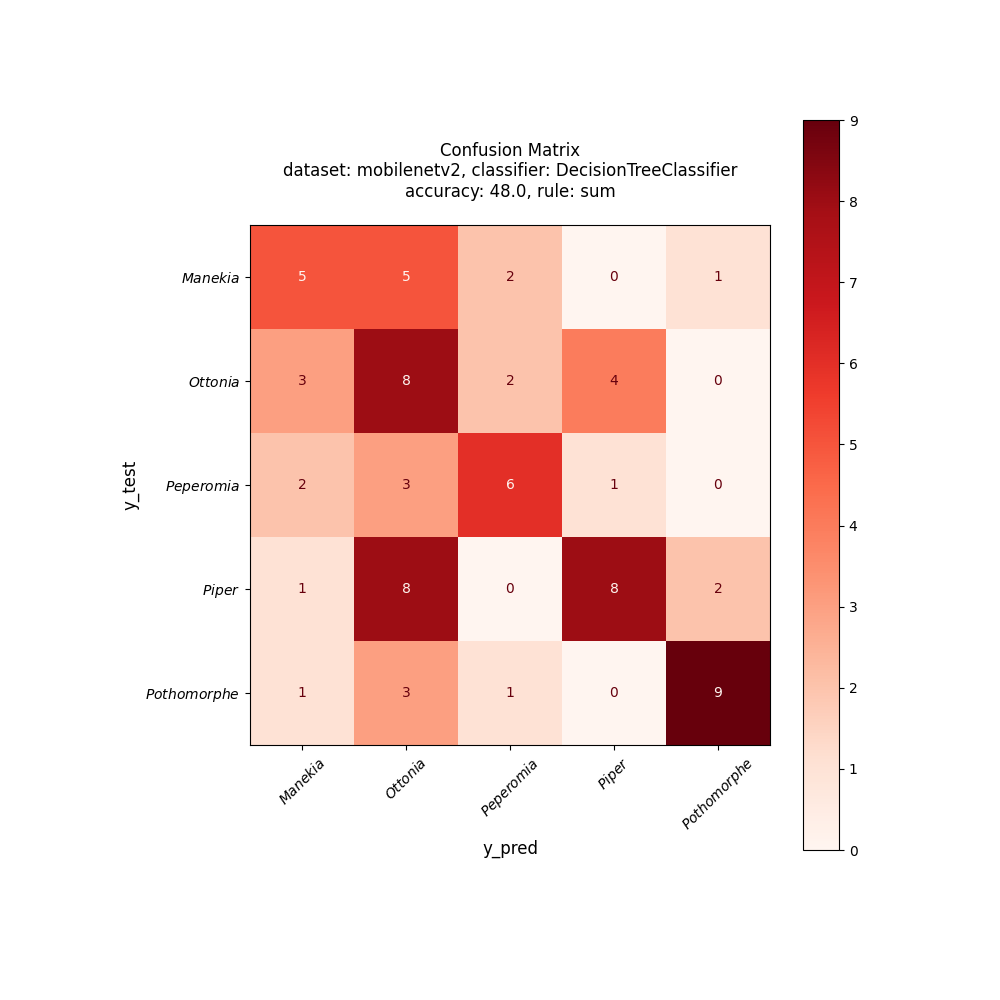 Confusion Matrix
dataset: mobilenetv2, classifier: DecisionTreeClassifier
accuracy: 48.0, rule: sum
y_test
Manekia 5 5 2 0 1
Ottonia 3 8 2 4 0
Peperomia 2 3 6 1 0
Piper 1 8 0 8 2
Pothomorphe 1 3 1 0 9
Manekia Ottonia Peperomia Piper Pothomorphe
y_pred
9
8
7
6
5
4
3
2
1
0